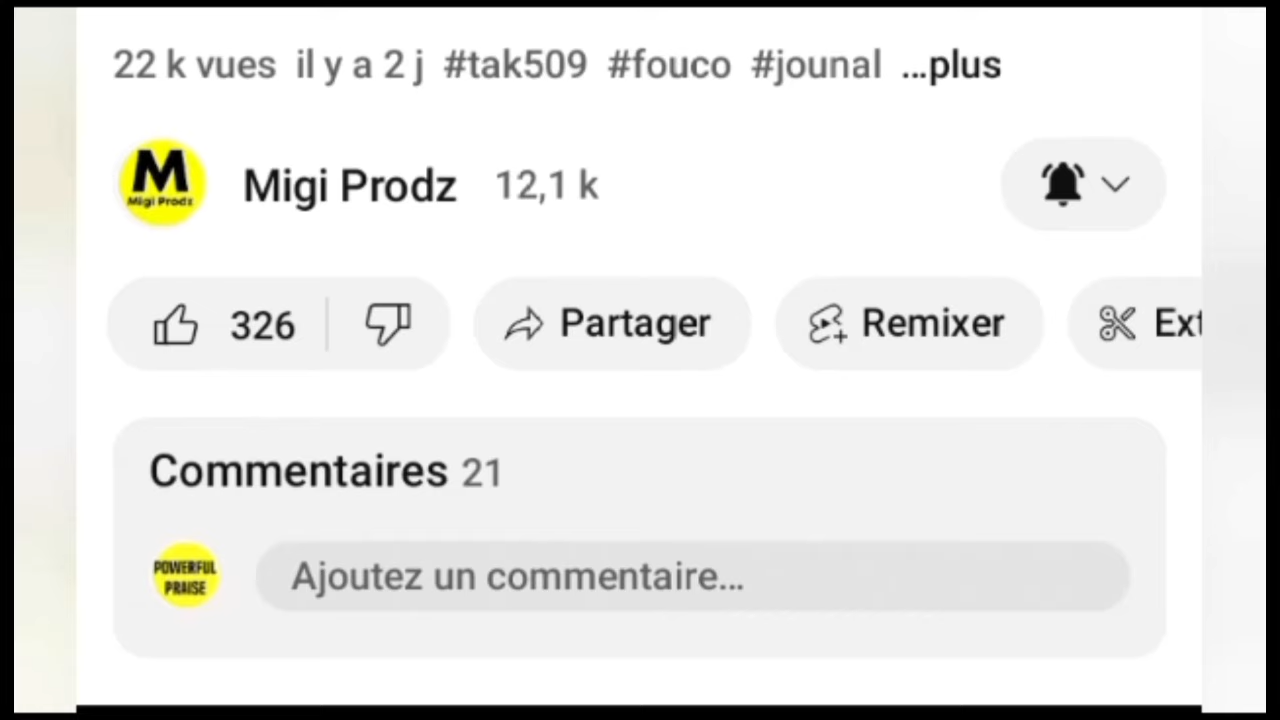 22 k vues il y a 2 j #tak509 #fouco #jounal ...plus
M
Migi Prodz
Migi Prodz 12,1 k
326 Partager Remixer Ext
Commentaires 21
POWERFUL
PRAISE
Ajoutez un commentaire...